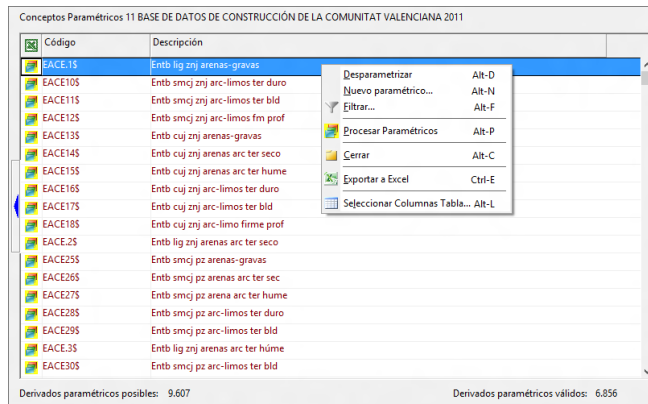 Conceptos Paramétricos 11 BASE DE DATOS DE CONSTRUCCIÓN DE LA COMUNITAT VALENCIANA 2011
Código Descripción
EACE.1$ Entb lig znj arenas-gravas
EACE10$ Entb smcj znj arc-limos ter duro
EACE11$ Entb smcj znj arc-limos ter bld
EACE12$ Entb smcj znj arc-limos fm prof
EACE13$ Entb cuj znj arenas-gravas
EACE14$ Entb cuj znj arenas arc ter seco
EACE15$ Entb cuj znj arenas arc ter hume
EACE16$ Entb cuj znj arc-limos ter duro
EACE17$ Entb cuj znj arc-limos ter bld
EACE18$ Entb cuj znj arc-limo firme prof
EACE.2$ Entb lig znj arenas arc ter seco
EACE25$ Entb smcj pz arenas-gravas
EACE26$ Entb smcj pz arenas arc ter sec
EACE27$ Entb smcj pz arena arc ter hume
EACE28$ Entb smcj pz arc-limos ter duro
EACE29$ Entb smcj pz arc-limos ter bld
EACE.3$ Entb lig znj arenas arc ter húme
EACE30$ Entb smcj pz arc-limos ter bld
Desparametrizar Alt-D
Nuevo paramétrico... Alt-N
Filtrar... Alt-F
Procesar Paramétricos Alt-P
Cerrar Alt-C
Exportar a Excel Ctrl-E
Seleccionar Columnas Tabla... Alt-L
Derivados paramétricos posibles: 9.607 Derivados paramétricos válidos: 6.856